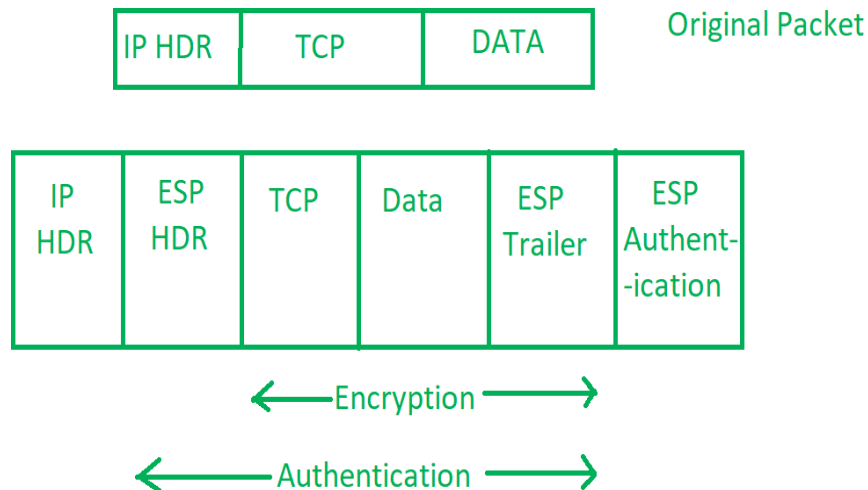 IP HDR TCP DATA Original Packet
IP HDR
ESP HDR
TCP
Data
ESP Trailer
ESP Authent-
-ication
Encryption
Authentication